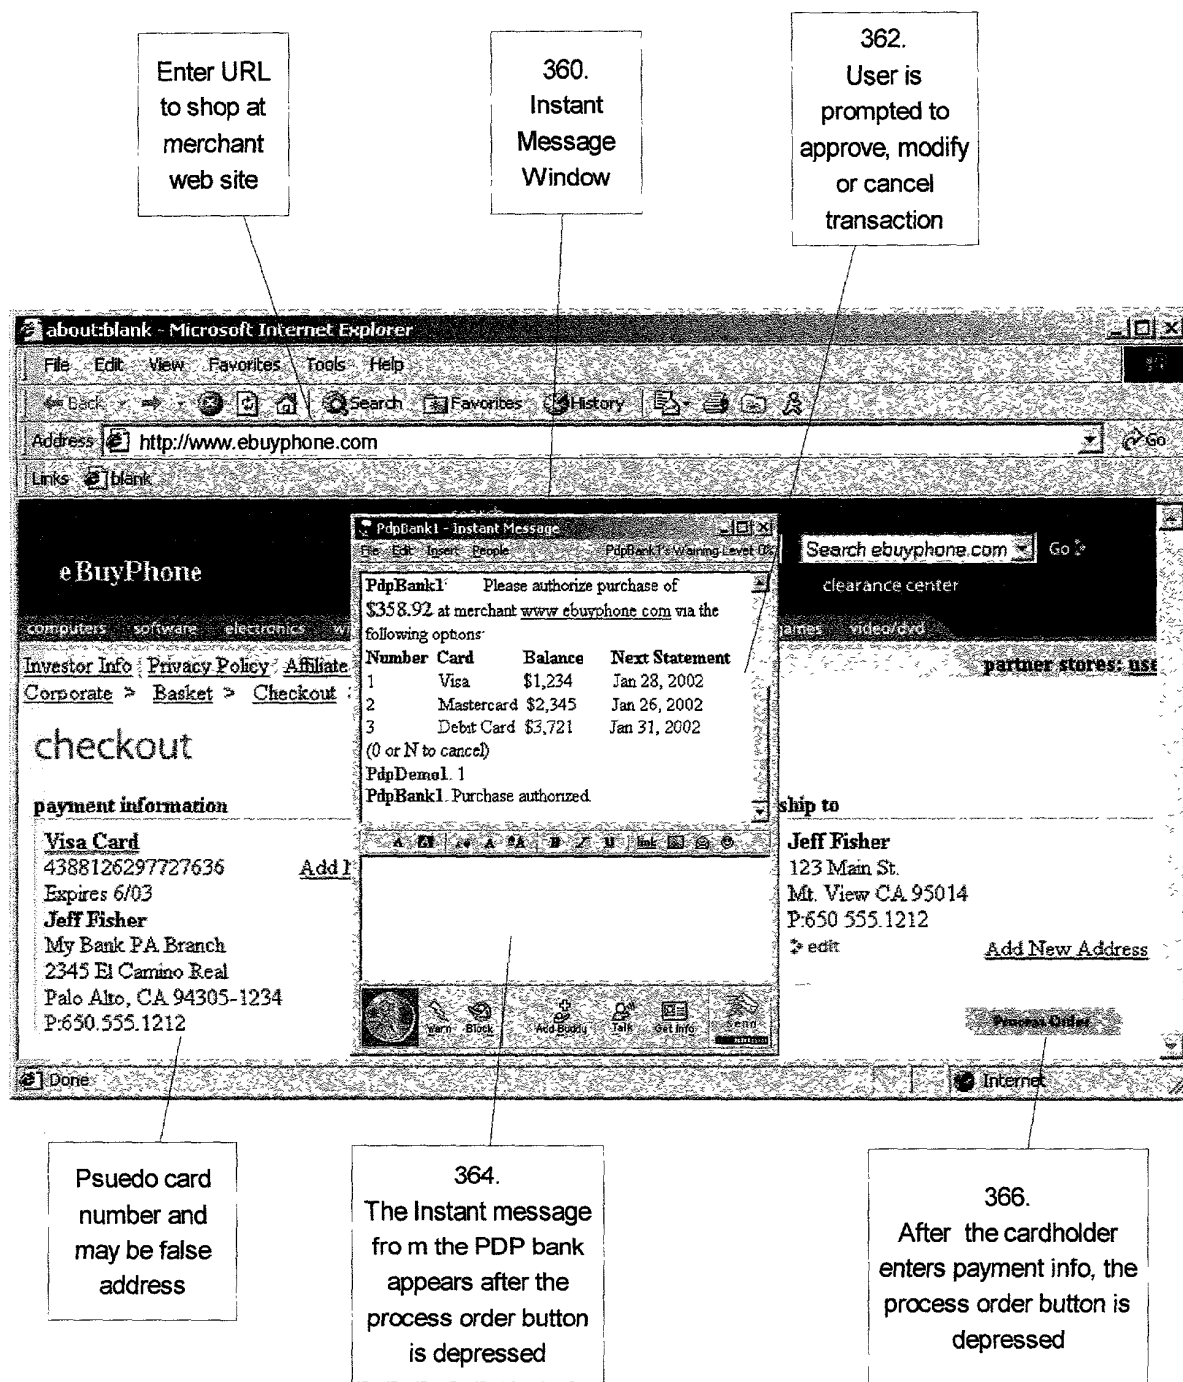 Enter URL
to shop at
merchant
web site
360.
Instant
Message
Window
362.
User is
prompted to
approve, modify
or cancel
transaction
about:blank - Microsoft Internet Explorer
File Edit View Favorites Tools Help
Back Search Favorites History
Address http://www.ebuyphone.com Go
Links blank
eBuyPhone
Search ebuyphone.com Go
clearance center
computers software electronics
games video/dvd
Investor Info Privacy Policy Affiliate
partner stores: use
Corporate > Basket > Checkout
checkout
payment information
Visa Card
4388126297727636 Add
Expires 6/03
Jeff Fisher
My Bank PA Branch
2345 El Camino Real
Palo Alto, CA 94305-1234
P:650.555.1212
PdpBank1 - Instant Message
File Edit Insert People PdpBank1's Warning Level: 0%
PdpBank1: Please authorize purchase of
$358.92 at merchant www ebuyphone com via the
following options:
Number Card Balance Next Statement
1 Visa $1,234 Jan 28, 2002
2 Mastercard $2,345 Jan 26, 2002
3 Debit Card $3,721 Jan 31, 2002
(0 or N to cancel)
PdpDemo1. 1
PdpBank1. Purchase authorized
A A A B I U link
Warn Block Add Buddy Talk Get Info Send
ship to
Jeff Fisher
123 Main St.
Mt. View CA 95014
P:650 555.1212
edit Add New Address
Process Order
Done Internet
Psuedo card
number and
may be false
address
364.
The Instant message
fro m the PDP bank
appears after the
process order button
is depressed
366.
After the cardholder
enters payment info, the
process order button is
depressed